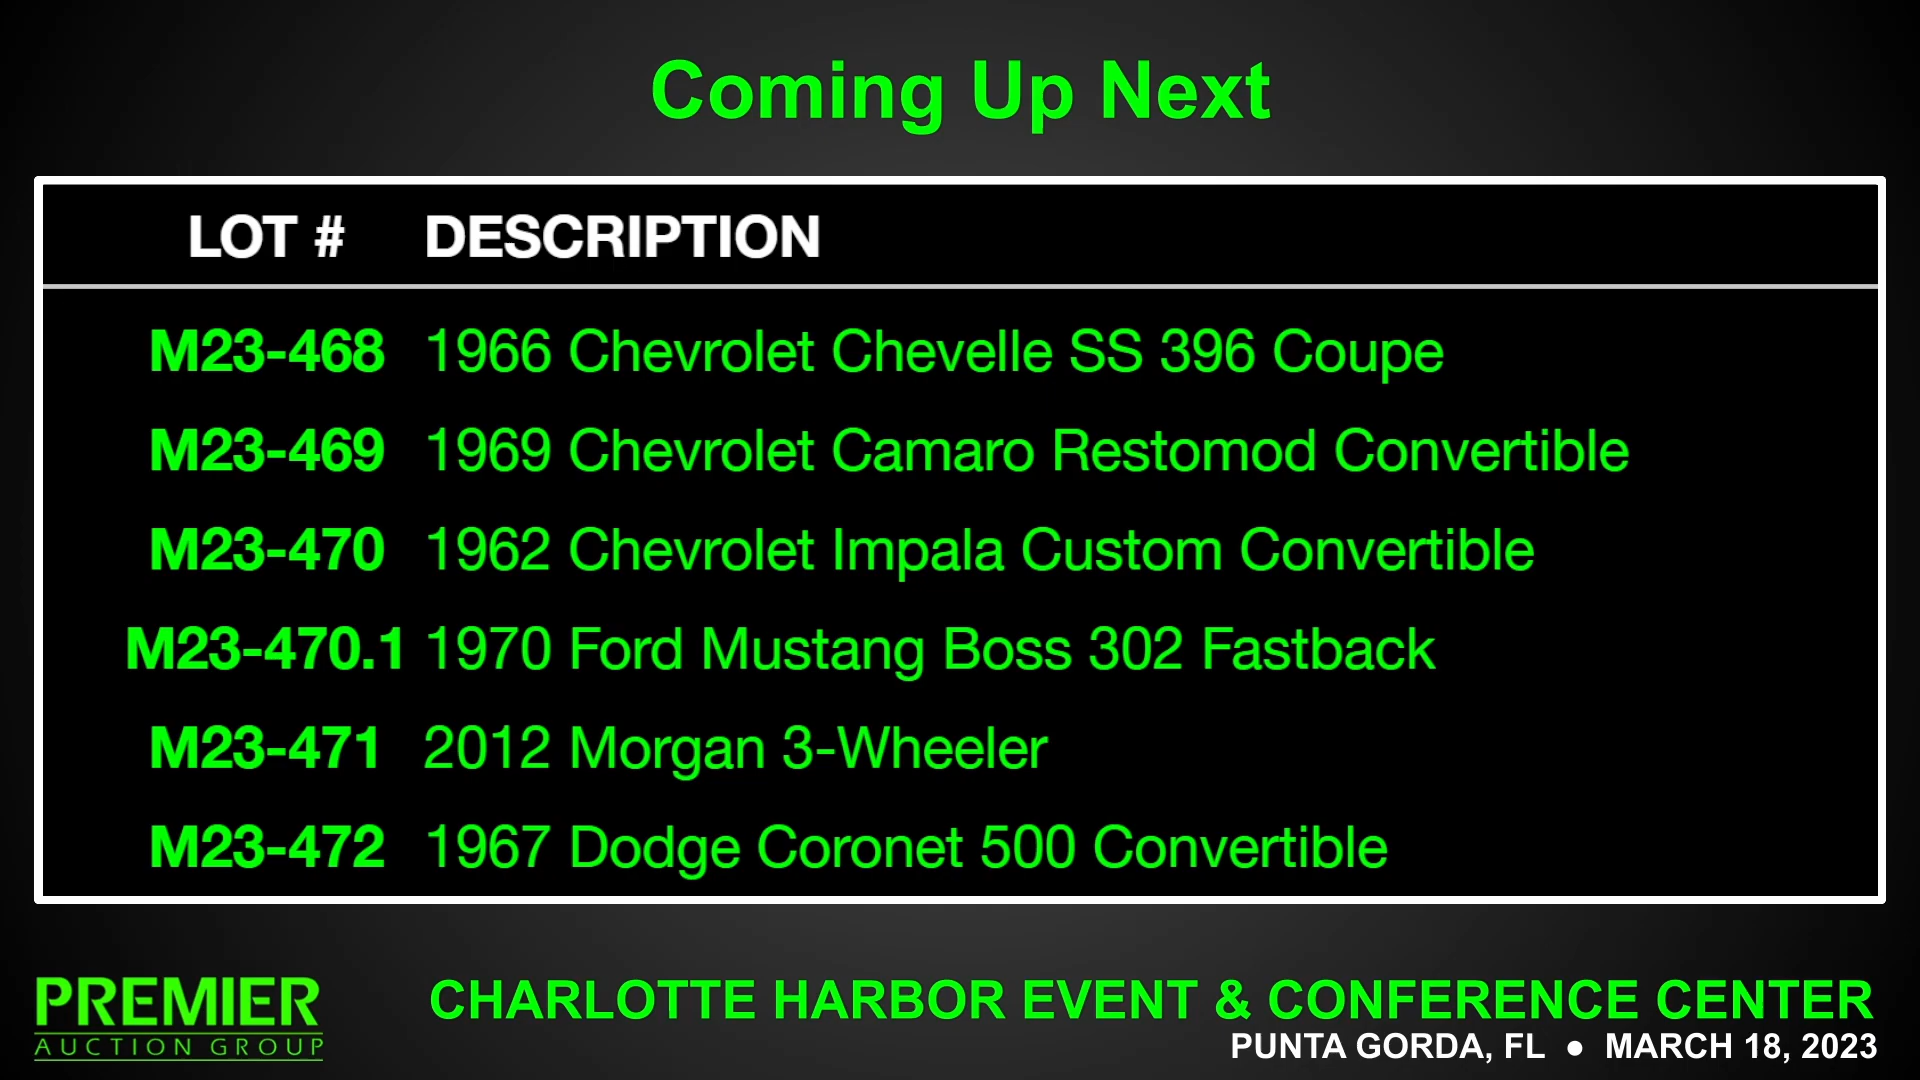 Coming Up Next
LOT # DESCRIPTION
M23-468 1966 Chevrolet Chevelle SS 396 Coupe
M23-469 1969 Chevrolet Camaro Restomod Convertible
M23-470 1962 Chevrolet Impala Custom Convertible
M23-470.1 1970 Ford Mustang Boss 302 Fastback
M23-471 2012 Morgan 3-Wheeler
M23-472 1967 Dodge Coronet 500 Convertible
PREMIER
AUCTION GROUP
CHARLOTTE HARBOR EVENT & CONFERENCE CENTER
PUNTA GORDA, FL ● MARCH 18, 2023